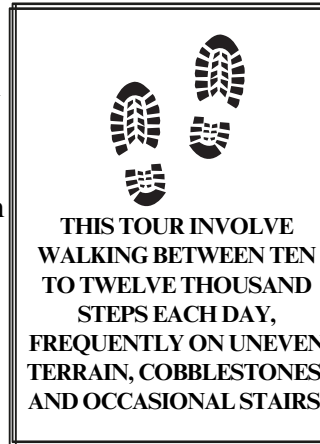 THIS TOUR INVOLVE
WALKING BETWEEN TEN
TO TWELVE THOUSAND
STEPS EACH DAY,
FREQUENTLY ON UNEVEN
TERRAIN, COBBLESTONES
AND OCCASIONAL STAIRS